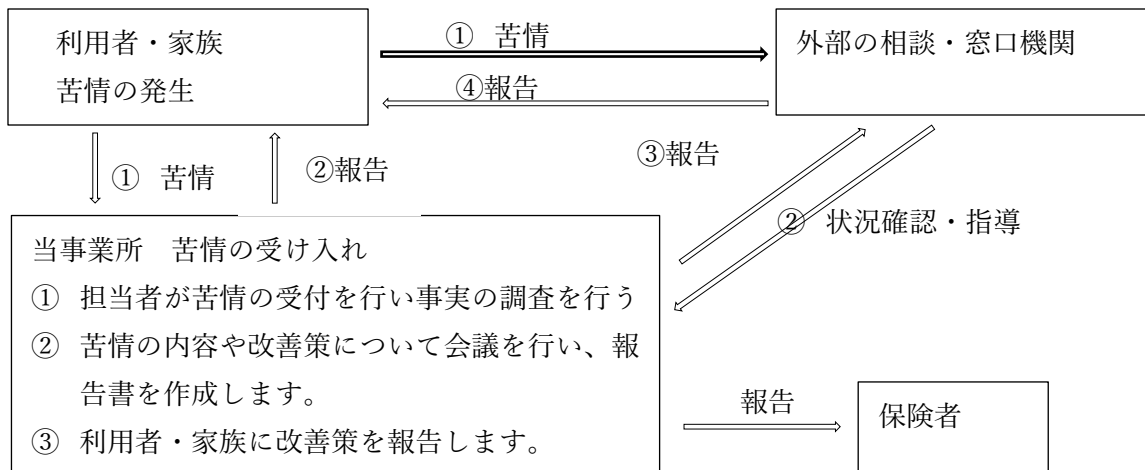 利用者・家族
苦情の発生
① 苦情
④報告
外部の相談・窓口機関
① 苦情
②報告
③報告
② 状況確認・指導
当事業所　苦情の受け入れ
① 担当者が苦情の受付を行い事実の調査を行う
② 苦情の内容や改善策について会議を行い、報
告書を作成します。
③ 利用者・家族に改善策を報告します。
報告
保険者